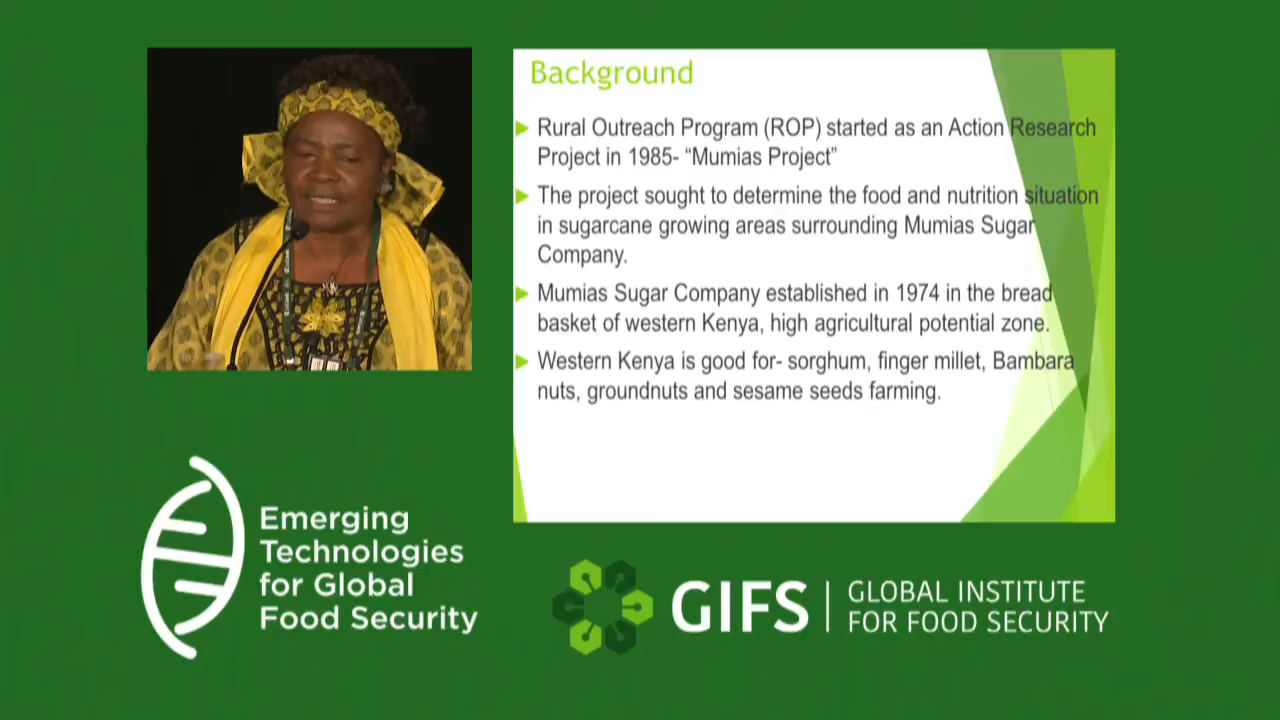 Background
Rural Outreach Program (ROP) started as an Action Research
Project in 1985- “Mumias Project”
The project sought to determine the food and nutrition situation
in sugarcane growing areas surrounding Mumias Sugar
Company.
Mumias Sugar Company established in 1974 in the bread
basket of western Kenya, high agricultural potential zone.
Western Kenya is good for- sorghum, finger millet, Bambara
nuts, groundnuts and sesame seeds farming.
Emerging
Technologies
for Global
Food Security
GIFS
GLOBAL INSTITUTE
FOR FOOD SECURITY